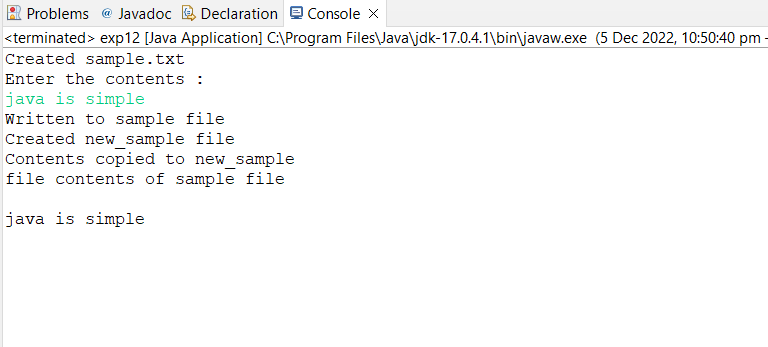 Problems @ Javadoc Declaration Console
<terminated> exp12 [Java Application] C:\Program Files\Java\jdk-17.0.4.1\bin\javaw.exe (5 Dec 2022, 10:50:40 pm -
Created sample.txt
Enter the contents :
java is simple
Written to sample file
Created new_sample file
Contents copied to new_sample
file contents of sample file
java is simple